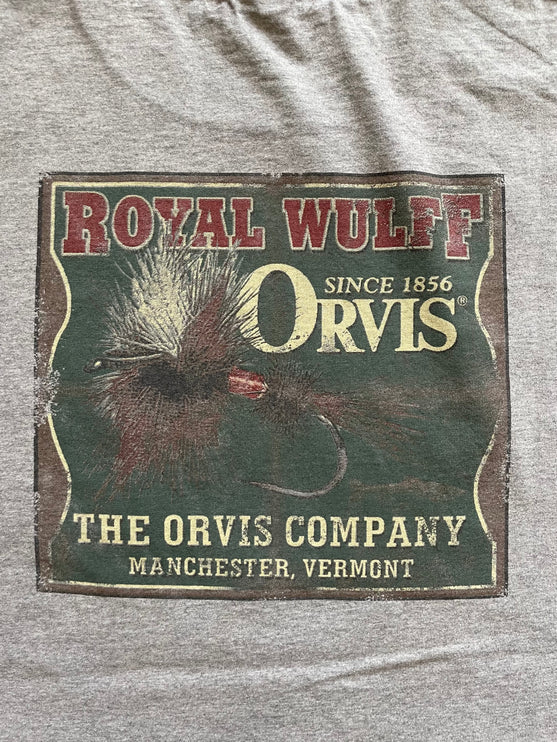 ROYAL WULFF
SINCE 1856
ORVIS®
THE ORVIS COMPANY
MANCHESTER, VERMONT